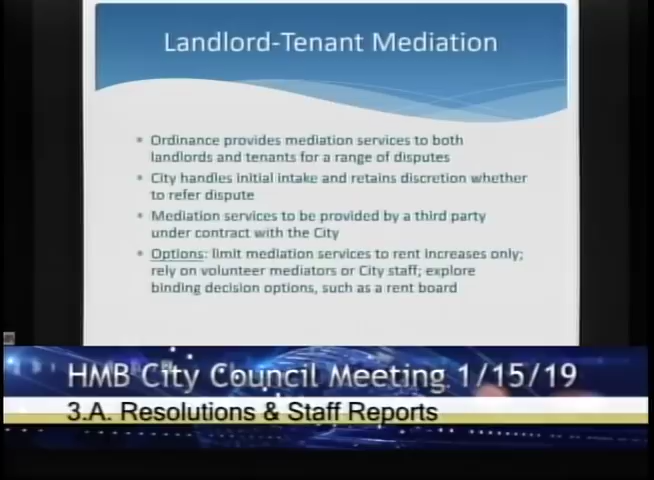 Landlord-Tenant Mediation
Ordinance provides mediation services to both
landlords and tenants for a range of disputes
City handles initial intake and retains discretion whether
to refer dispute
Mediation services to be provided by a third party
under contract with the City
Options: limit mediation services to rent increases only;
rely on volunteer mediators or City staff; explore
binding decision options, such as a rent board
HMB City Council Meeting 1/15/19
3.A. Resolutions & Staff Reports